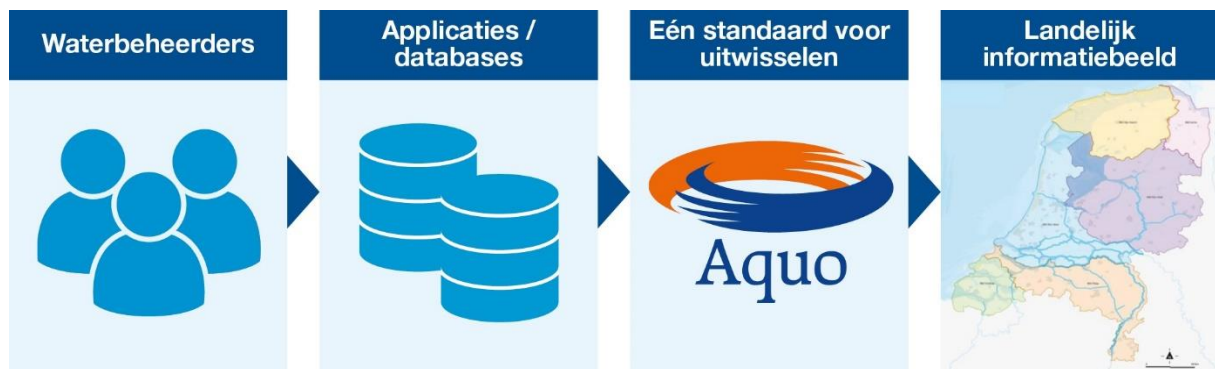 Waterbeheerders
Applicaties /
databases
Eén standaard voor
uitwisselen
Landelijk
informatiebeeld
Aquo